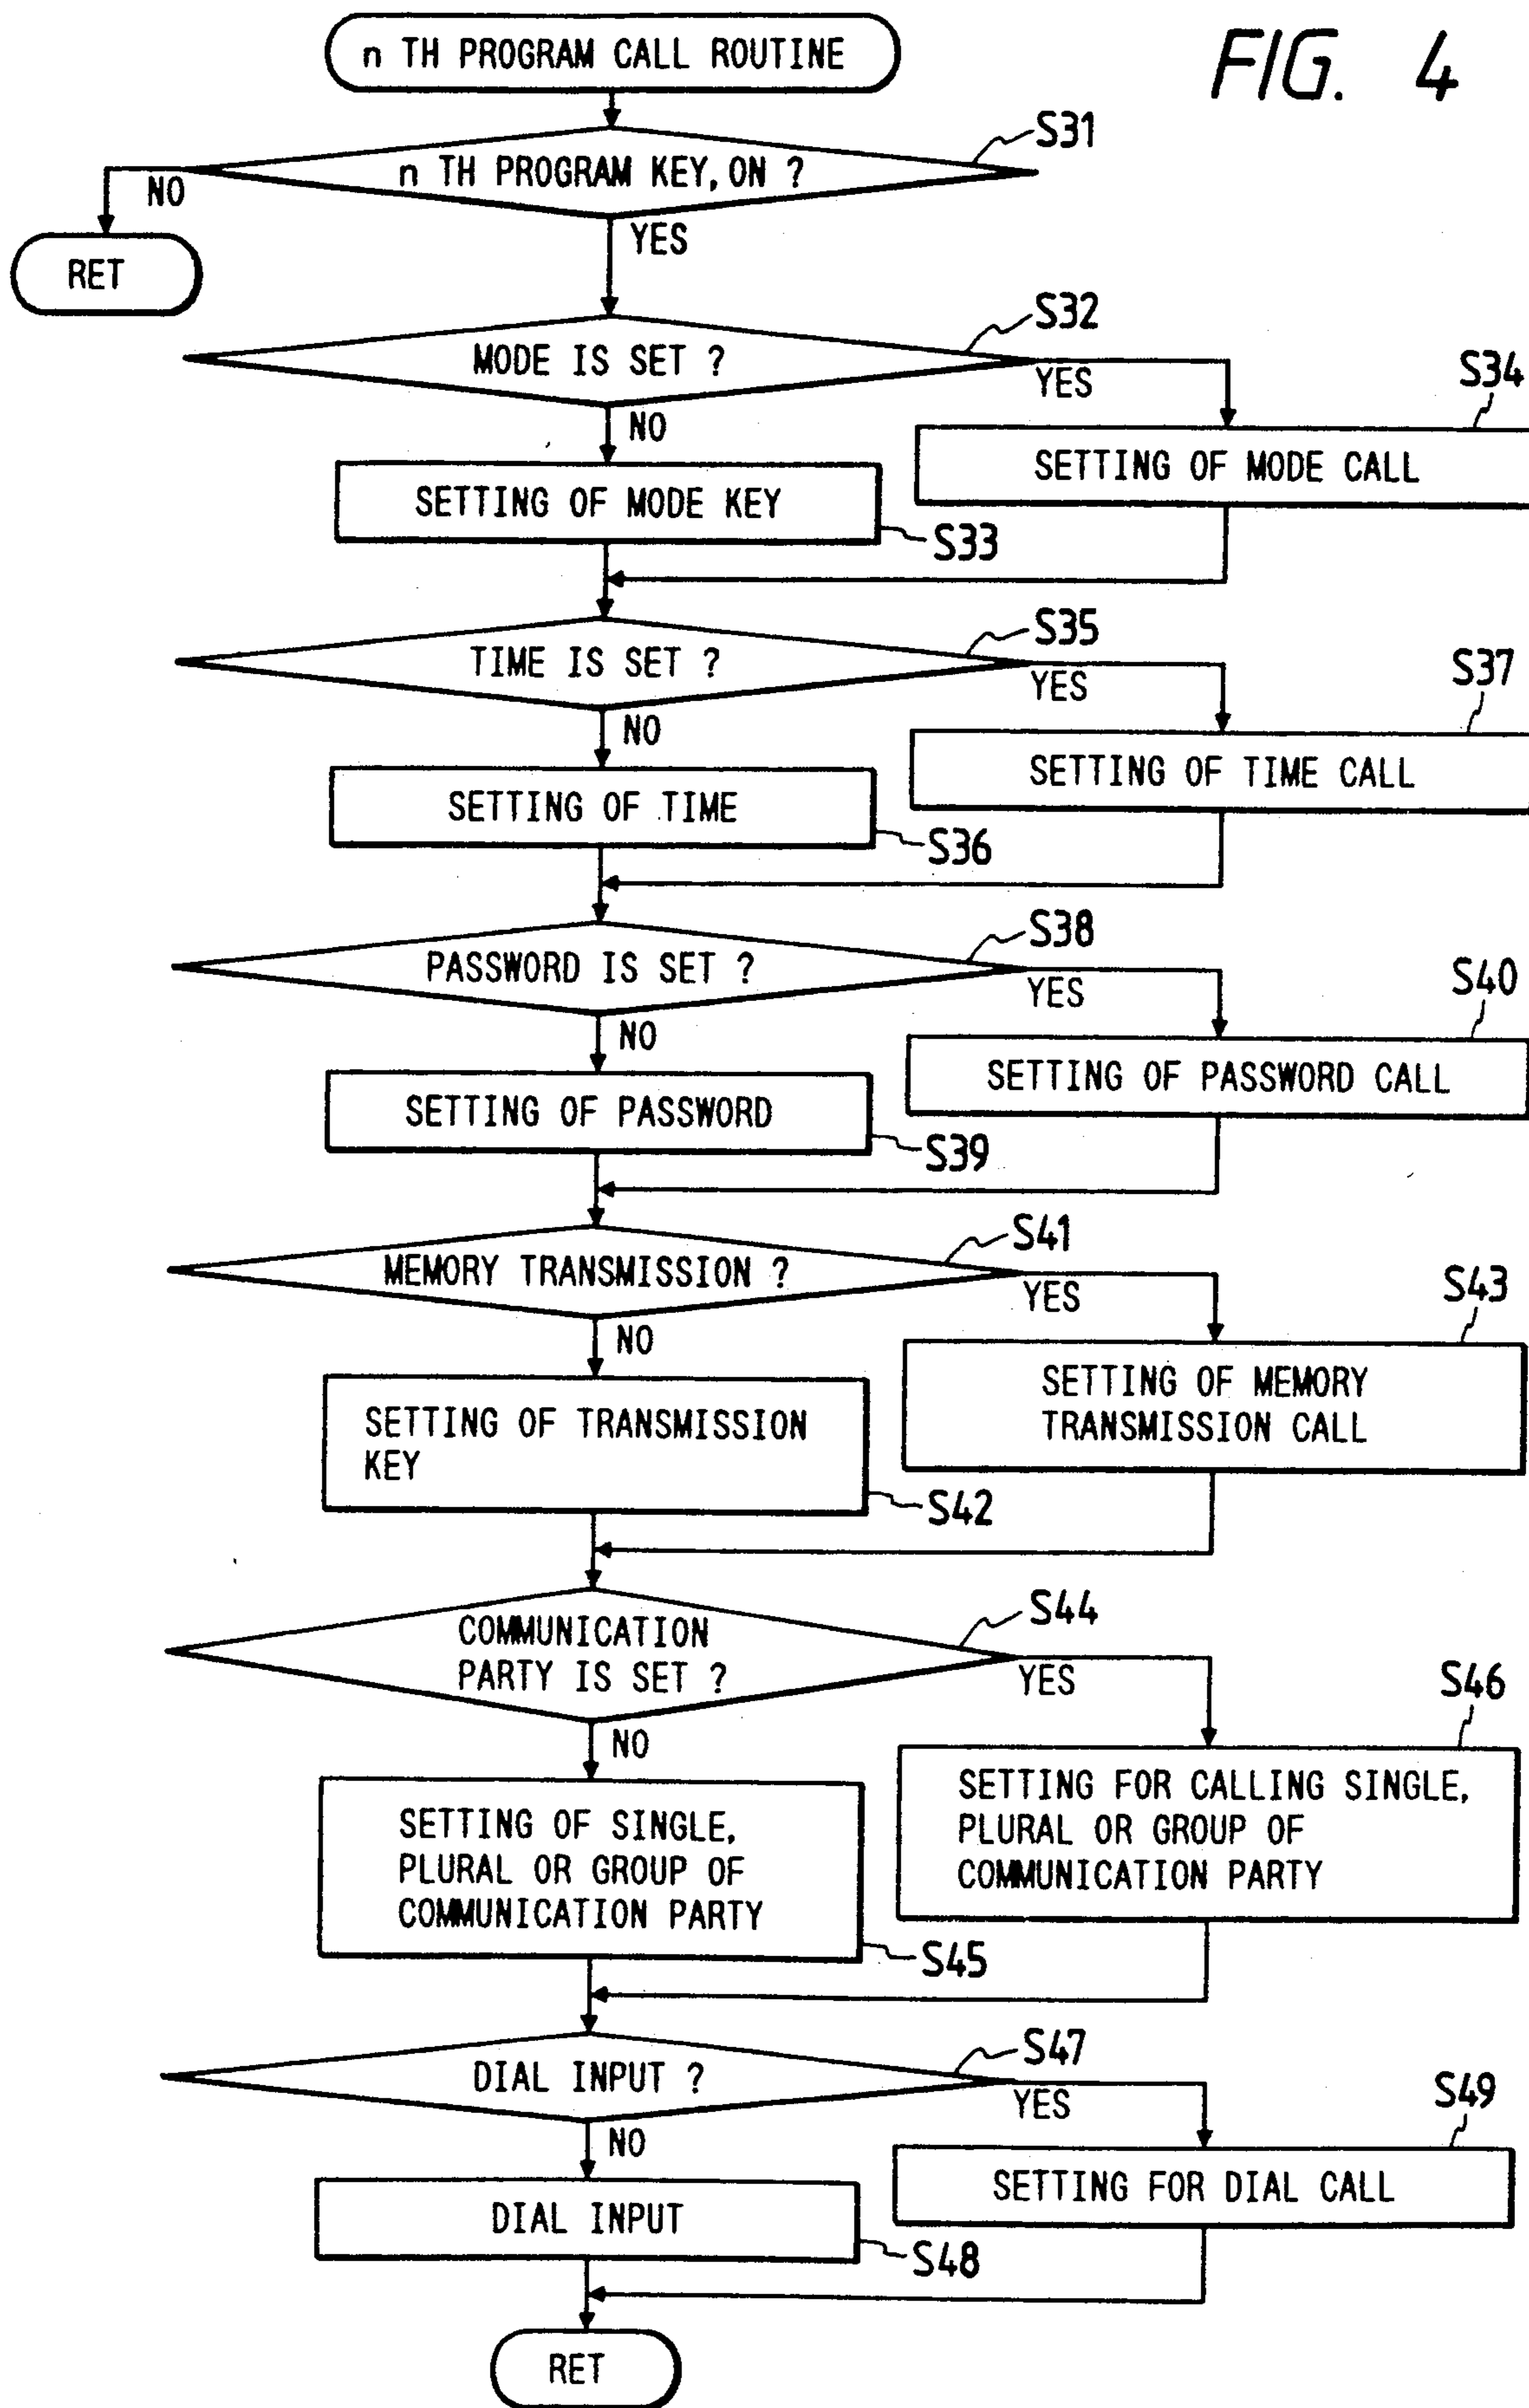 FIG. 4
n TH PROGRAM CALL ROUTINE
S31
n TH PROGRAM KEY, ON ?
NO
YES
RET
S32
MODE IS SET ?
YES
NO
S34
SETTING OF MODE CALL
SETTING OF MODE KEY
S33
S35
TIME IS SET ?
YES
NO
S37
SETTING OF TIME CALL
SETTING OF TIME
S36
S38
PASSWORD IS SET ?
YES
NO
S40
SETTING OF PASSWORD CALL
SETTING OF PASSWORD
S39
S41
MEMORY TRANSMISSION ?
YES
NO
S43
SETTING OF MEMORY
TRANSMISSION CALL
SETTING OF TRANSMISSION
KEY
S42
S44
COMMUNICATION
PARTY IS SET ?
YES
NO
S46
SETTING FOR CALLING SINGLE,
PLURAL OR GROUP OF
COMMUNICATION PARTY
SETTING OF SINGLE,
PLURAL OR GROUP OF
COMMUNICATION PARTY
S45
S47
DIAL INPUT ?
YES
NO
S49
SETTING FOR DIAL CALL
DIAL INPUT
S48
RET